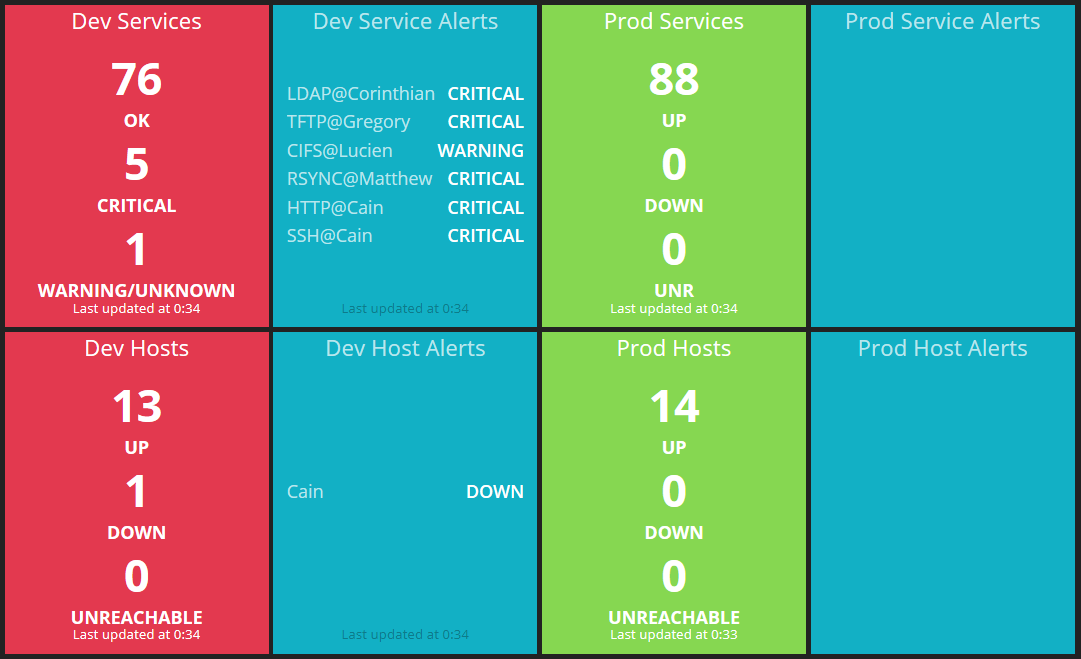 Dev Services
76
OK
5
CRITICAL
1
WARNING/UNKNOWN
Last updated at 0:34
Dev Service Alerts
LDAP@Corinthian CRITICAL
TFTP@Gregory CRITICAL
CIFS@Lucien WARNING
RSYNC@Matthew CRITICAL
HTTP@Cain CRITICAL
SSH@Cain CRITICAL
Last updated at 0:34
Prod Services
88
UP
0
DOWN
0
UNR
Last updated at 0:34
Prod Service Alerts
Dev Hosts
13
UP
1
DOWN
0
UNREACHABLE
Last updated at 0:34
Dev Host Alerts
Cain DOWN
Last updated at 0:34
Prod Hosts
14
UP
0
DOWN
0
UNREACHABLE
Last updated at 0:33
Prod Host Alerts